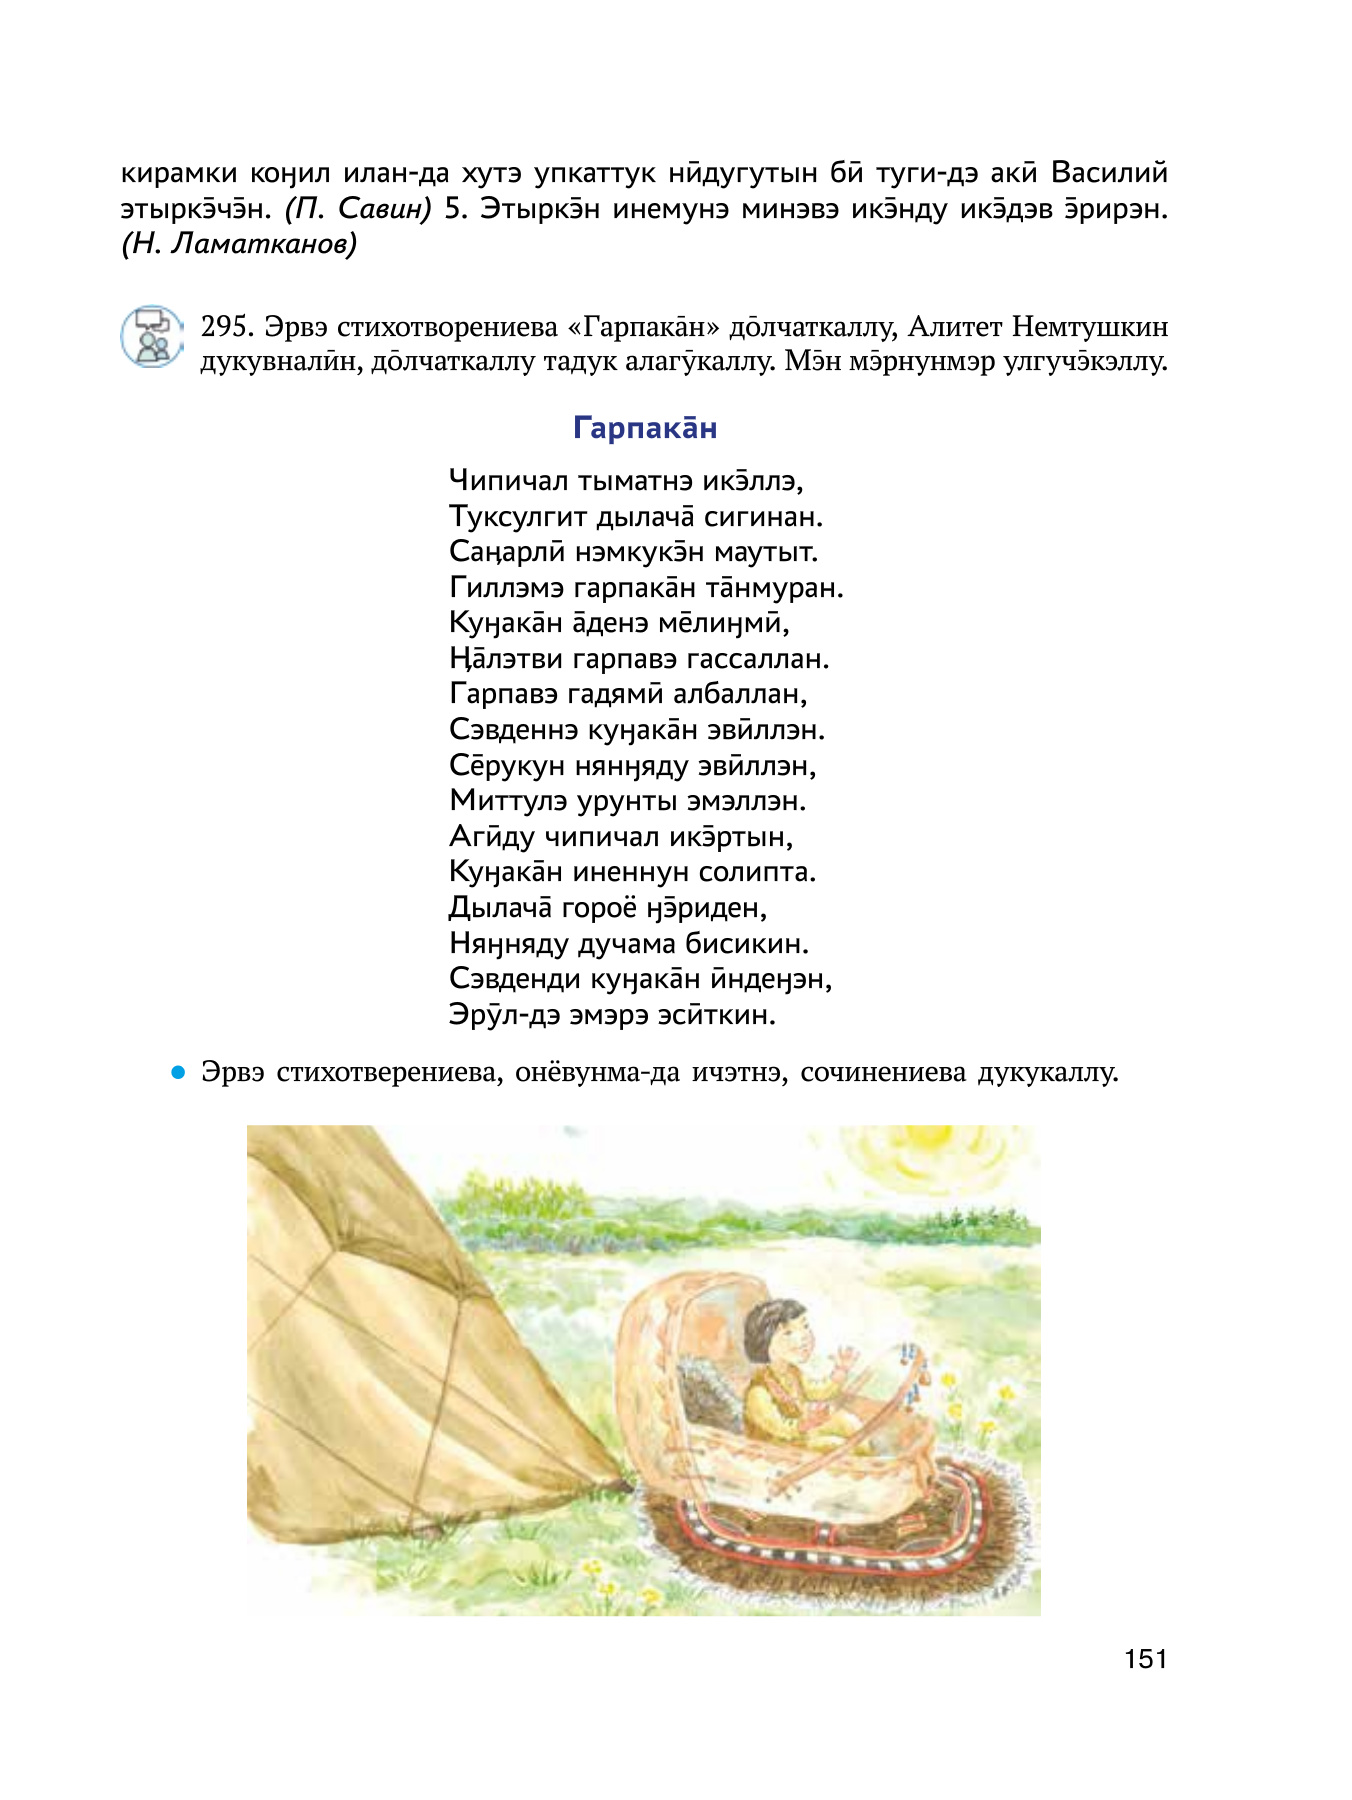 кирамки коӈил илан-да хутэ упкаттук нӣдугутын бӣ туги-дэ акӣ Василий
этыркэ̄чэ̄н. (П. Савин) 5. Этыркэ̄н инемунэ минэвэ икэ̄нду икэ̄дэв э̄рирэн.
(Н. Ламатканов)
295. Эрвэ стихотворениева «Гарпака̄н» до̄лчаткаллу, Алитет Немтушкин
дукувналӣн, до̄лчаткаллу тадук алагӯкаллу. Мэ̄н мэ̄рнунмэр улгучэ̄кэллу.
Гарпака̄н
Чипичал тыматнэ икэ̄ллэ,
Туксулгит дылача̄ сигинан.
Саӊарлӣ нэмкукэ̄н маутыт.
Гиллэмэ гарпака̄н та̄нмуран.
Куӈака̄н а̄денэ ме̄лиӈмӣ,
Ӊа̄лэтви гарпавэ гассаллан.
Гарпавэ гадямӣ албаллан,
Сэвденнэ куӈака̄н эвӣллэн.
Се̄рукун нянӈяду эвӣллэн,
Миттулэ урунты эмэллэн.
Агӣду чипичал икэ̄ртын,
Куӈака̄н иненнун солипта.
Дылача̄ гороё ӈэ̄риден,
Няӈняду дучама бисикин.
Сэвденди куӈака̄н ӣндеӈэн,
Эрӯл-дэ эмэрэ эсӣткин.
● Эрвэ стихотверениева, онёвунма-да ичэтнэ, сочинениева дукукаллу.
151